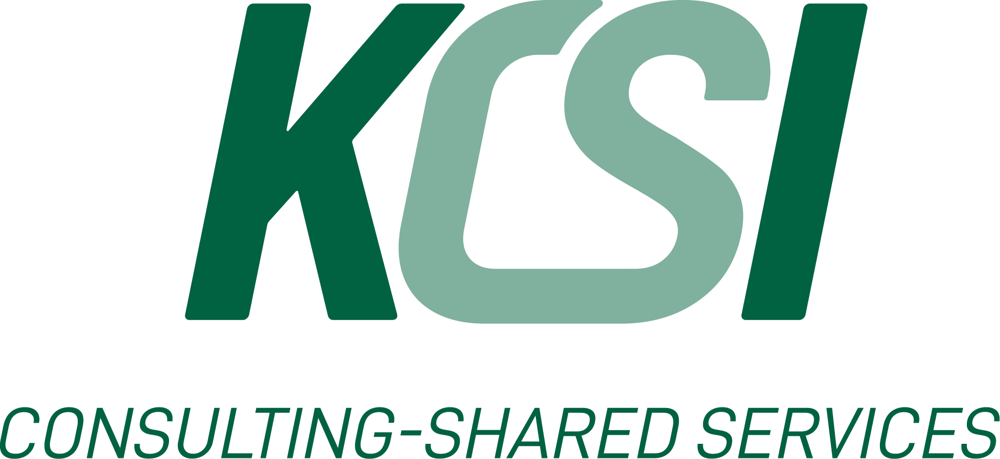 KCSI
CONSULTING-SHARED SERVICES